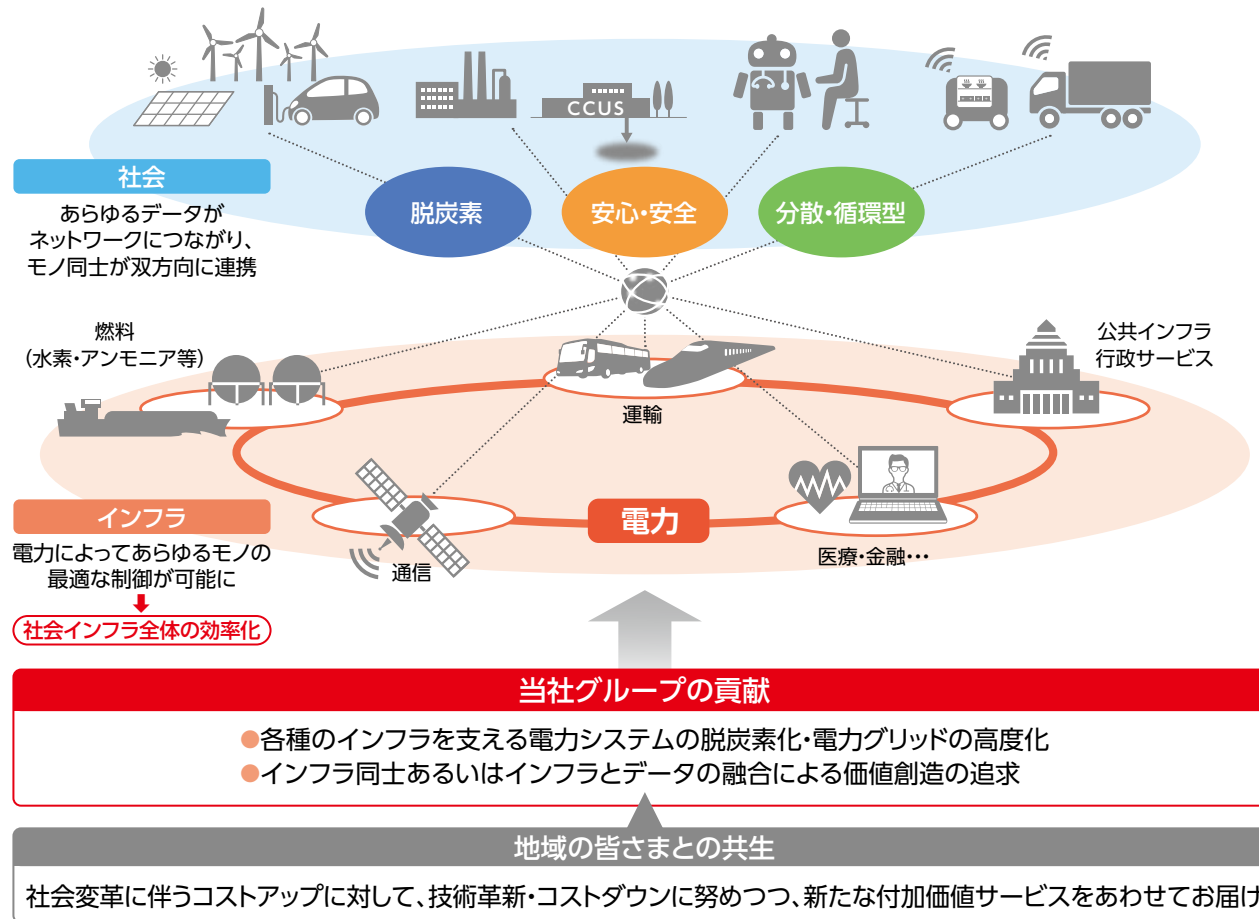 CCUS
社会
脱炭素
安心・安全
分散・循環型
あらゆるデータが
ネットワークにつながり、
モノ同士が双方向に連携
燃料
（水素・アンモニア等）
公共インフラ
行政サービス
運輸
インフラ
電力
電力によってあらゆるモノの
最適な制御が可能に
通信
医療・金融・・・
社会インフラ全体の効率化
当社グループの貢献
●各種のインフラを支える電力システムの脱炭素化・電力グリッドの高度化
●インフラ同士あるいはインフラとデータの融合による価値創造の追求
地域の皆さまとの共生
社会変革に伴うコストアップに対して、技術革新・コストダウンに努めつつ、新たな付加価値サービスをあわせてお届け